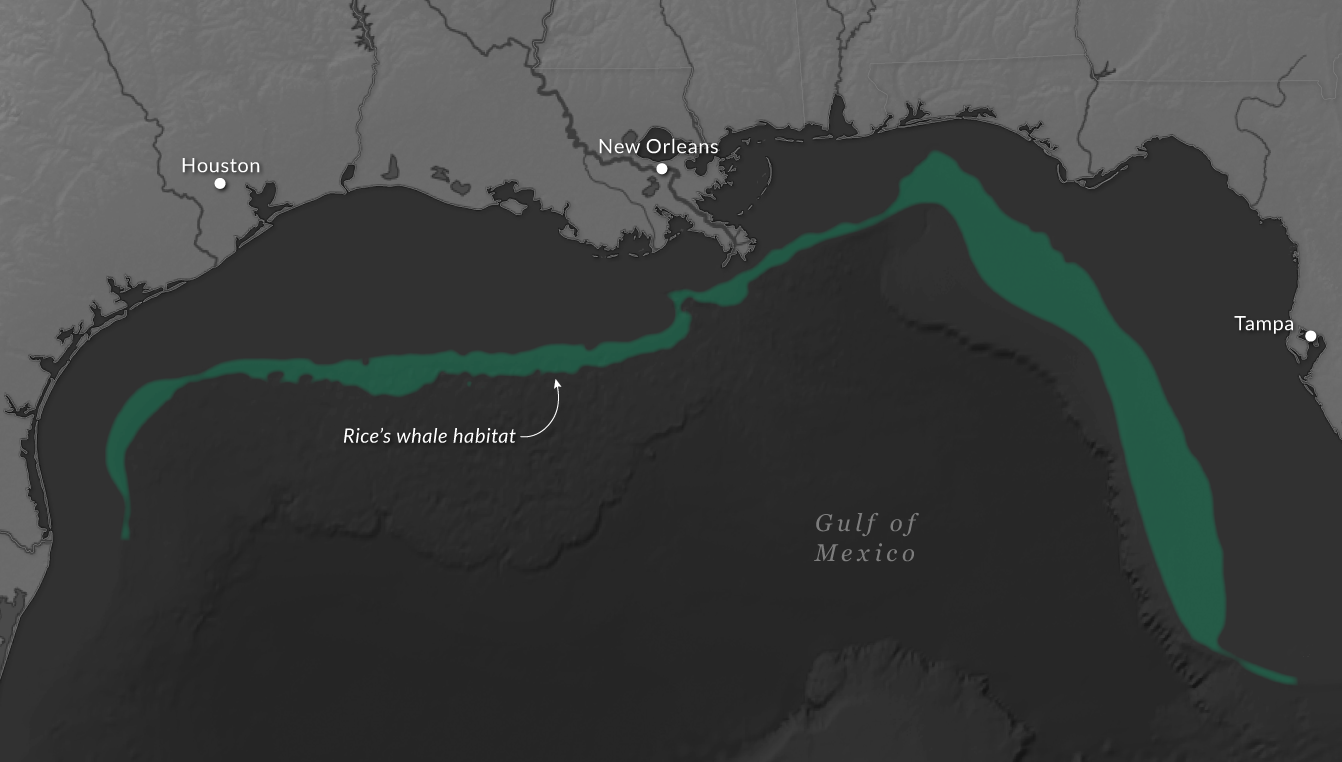 New Orleans
Houston
Tampa
Rice's whale habitat
Gulf of
Mexico